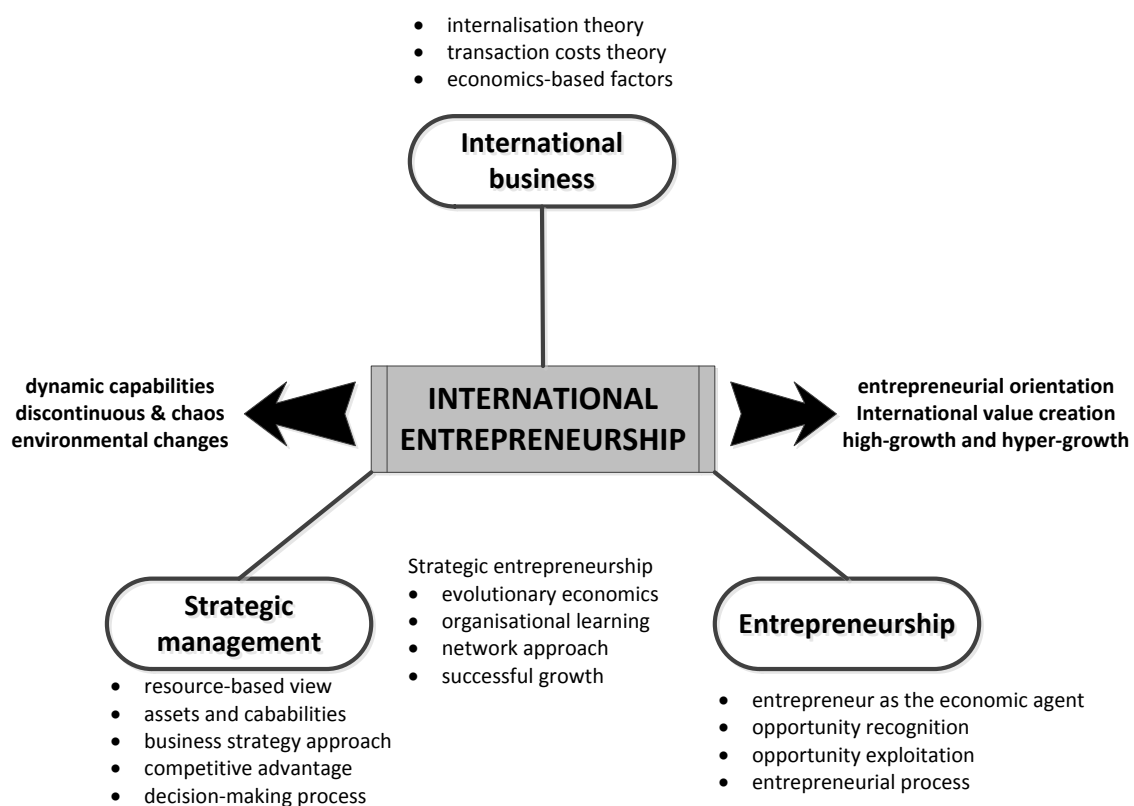 • internalisation theory
• transaction costs theory
• economics-based factors
International
business
dynamic capabilities
discontinuous & chaos
environmental changes
INTERNATIONAL
ENTREPRENEURSHIP
entrepreneurial orientation
International value creation
high-growth and hyper-growth
Strategic
management
• resource-based view
• assets and cababilities
• business strategy approach
• competitive advantage
• decision-making process
Strategic entrepreneurship
• evolutionary economics
• organisational learning
• network approach
• successful growth
Entrepreneurship
• entrepreneur as the economic agent
• opportunity recognition
• opportunity exploitation
• entrepreneurial process